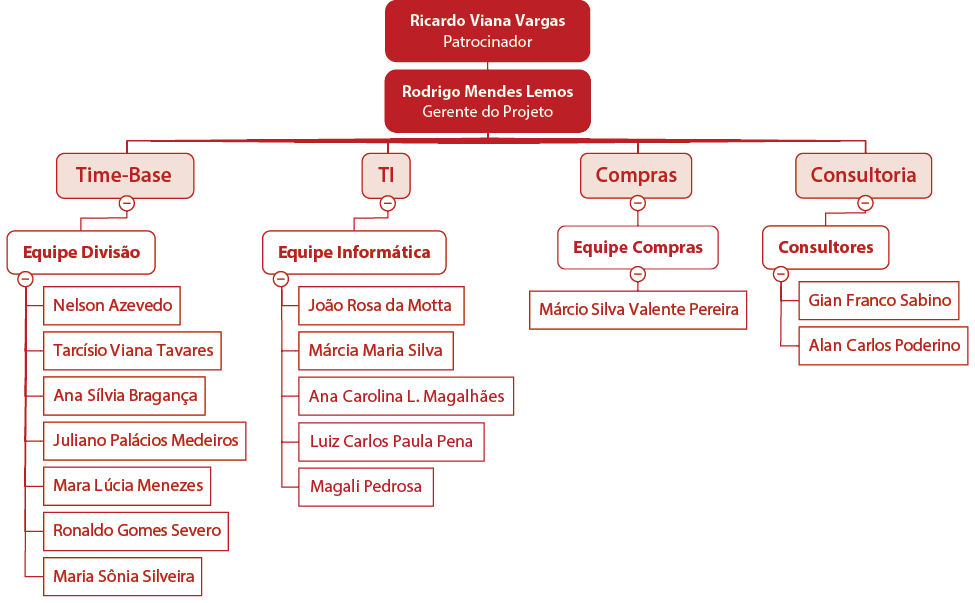 Ricardo Viana Vargas
Patrocinador
Rodrigo Mendes Lemos
Gerente do Projeto
Time-Base
TI
Compras
Consultoria
Equipe Divisão
Equipe Informática
Equipe Compras
Consultores
Nelson Azevedo
Tarcísio Viana Tavares
Ana Sílvia Bragança
Juliano Palácios Medeiros
Mara Lúcia Menezes
Ronaldo Gomes Severo
Maria Sônia Silveira
João Rosa da Motta
Márcia Maria Silva
Ana Carolina L. Magalhães
Luiz Carlos Paula Pena
Magali Pedrosa
Márcio Silva Valente Pereira
Gian Franco Sabino
Alan Carlos Poderino